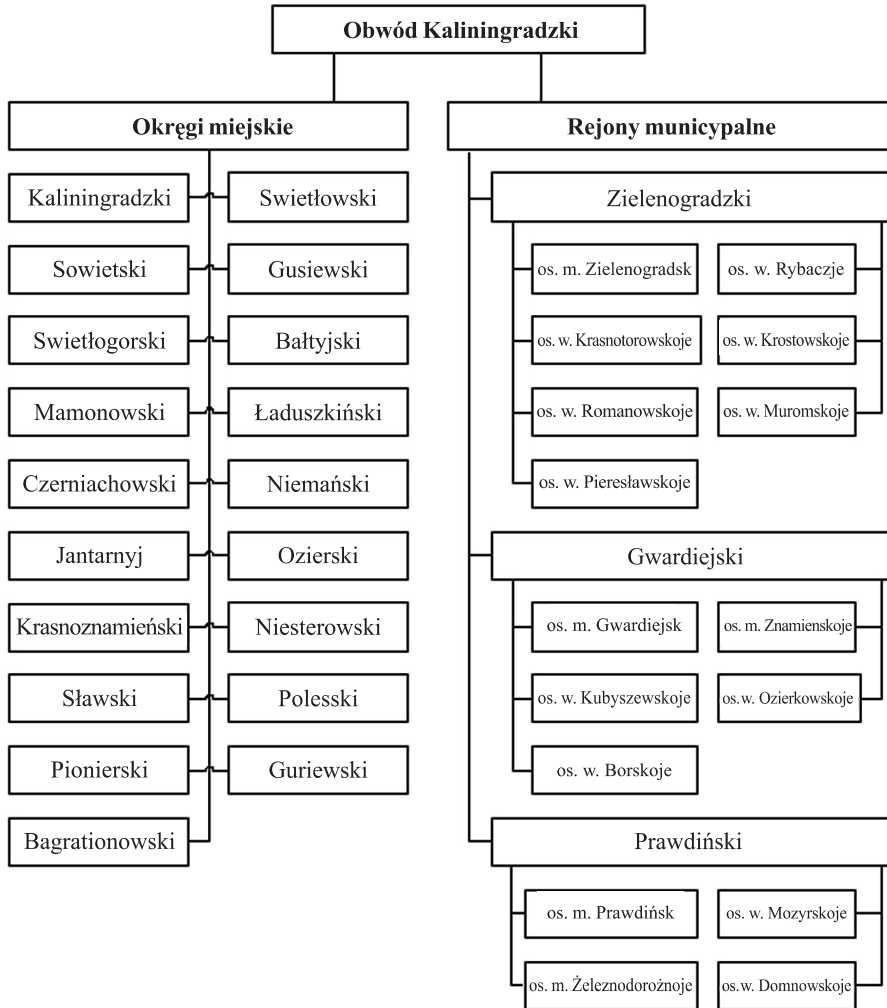 Obwód Kaliningradzki
Okręgi miejskie
Kaliningradzki
Swietłowski
Sowietski
Gusiewski
Swietłogorski
Bałtyjski
Mamonowski
Ładuszkiński
Czerniachowski
Niemański
Jantarnyj
Ozierski
Krasnoznamieński
Niesterowski
Sławski
Polesski
Pionierski
Guriewski
Bagrationowski
Rejony municypalne
Zielenogradzki
os. m. Zielenogradsk
os. w. Rybaczje
os. w. Krasnotorowskoje
os. w. Krostowskoje
os. w. Romanowskoje
os. w. Muromskoje
os. w. Pieresławskoje
Gwardiejski
os. m. Gwardiejsk
os. m. Znamienskoje
os. w. Kubyszewskoje
os.w. Ozierkowskoje
os. w. Borskoje
Prawdiński
os. m. Prawdińsk
os. w. Mozyrskoje
os. m. Żeleznodorożnoje
os.w. Domnowskoje